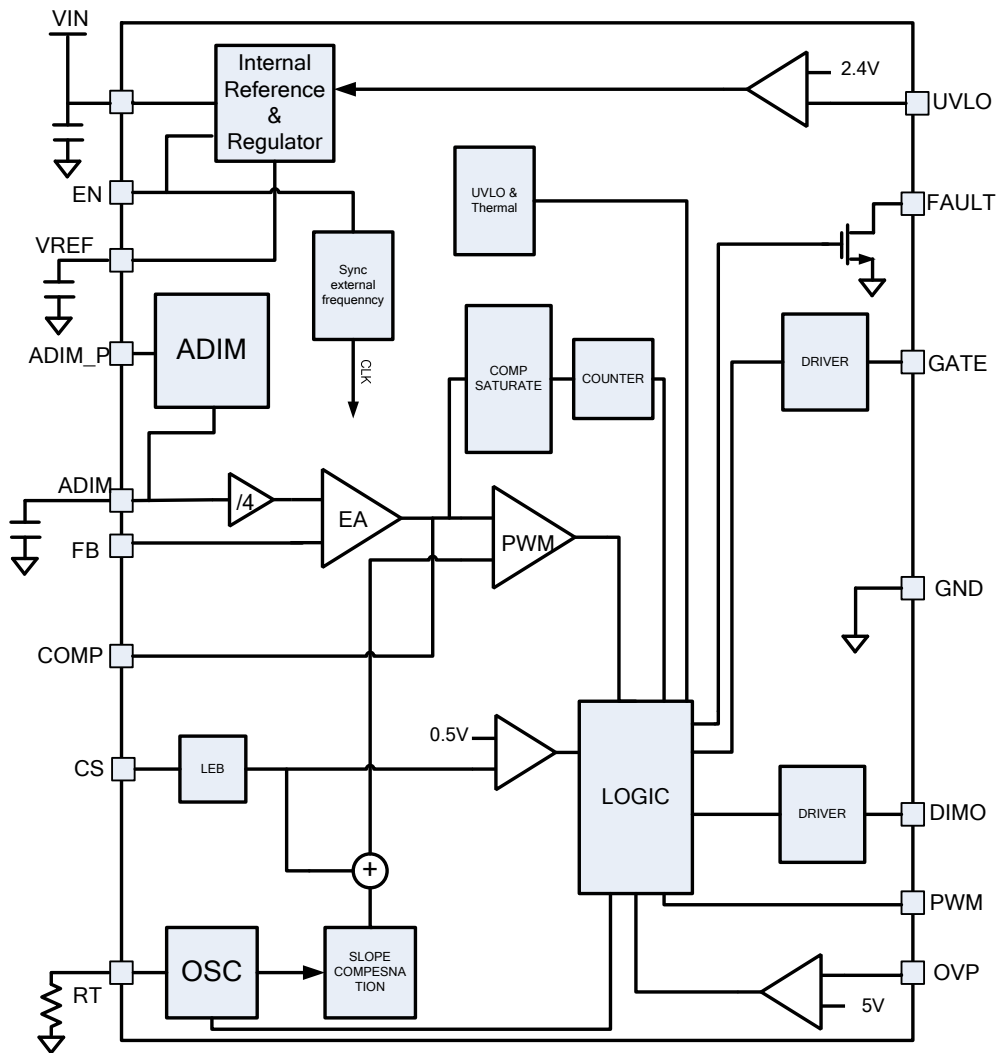 VIN
Internal
Reference
&
Regulator
2.4V
UVLO
EN
UVLO &
Thermal
FAULT
VREF
Sync
external
frequenncy
CLK
ADIM_P
ADIM
COMP
SATURATE
COUNTER
DRIVER
GATE
ADIM
/4
EA
PWM
FB
GND
COMP
0.5V
CS
LEB
LOGIC
DRIVER
DIMO
+
PWM
RT
OSC
SLOPE
COMPESNA
TION
OVP
5V